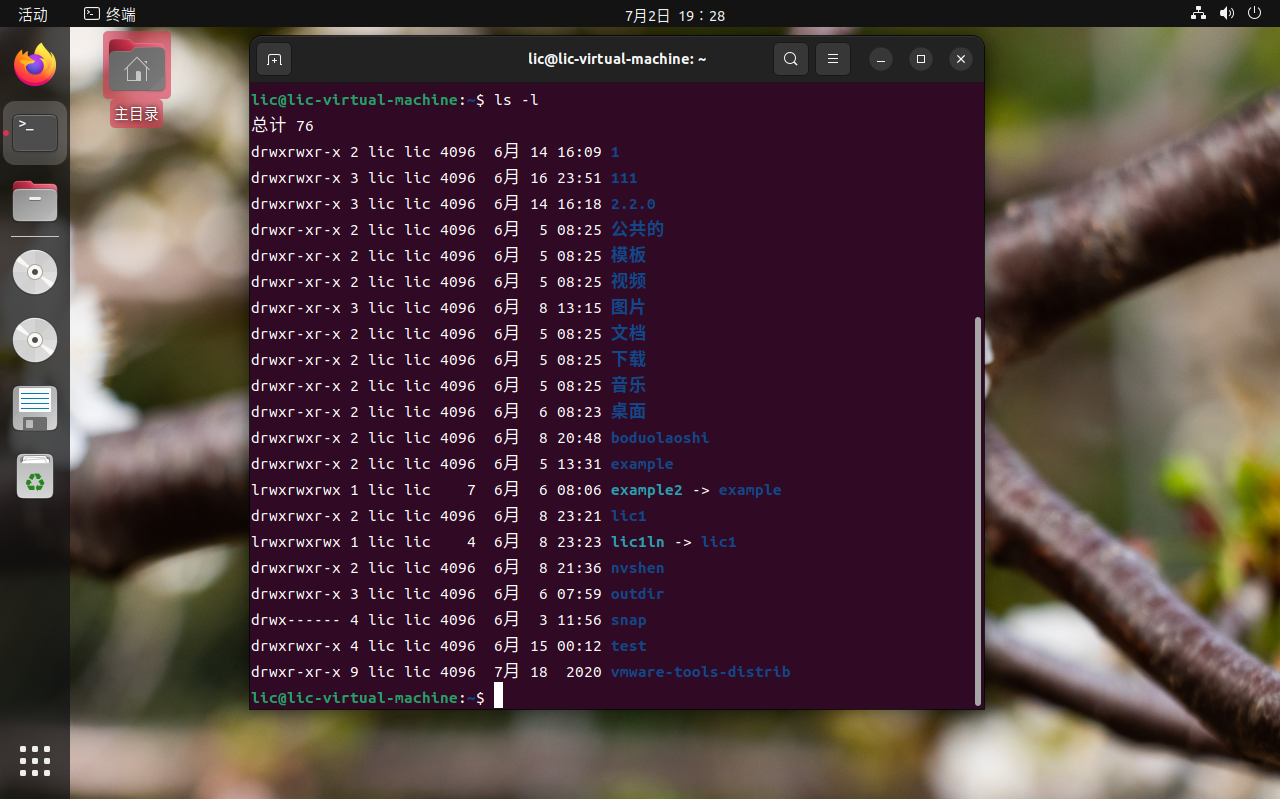 活动 终端 7月2日 19：28
主目录
lic@lic-virtual-machine: ~
lic@lic-virtual-machine:~$ ls -l
总计 76
drwxrwxr-x 2 lic lic 4096  6月 14 16:09 1
drwxrwxr-x 3 lic lic 4096  6月 16 23:51 111
drwxrwxr-x 3 lic lic 4096  6月 14 16:18 2.2.0
drwxr-xr-x 2 lic lic 4096  6月  5 08:25 公共的
drwxr-xr-x 2 lic lic 4096  6月  5 08:25 模板
drwxr-xr-x 2 lic lic 4096  6月  5 08:25 视频
drwxr-xr-x 3 lic lic 4096  6月  8 13:15 图片
drwxr-xr-x 2 lic lic 4096  6月  5 08:25 文档
drwxr-xr-x 2 lic lic 4096  6月  5 08:25 下载
drwxr-xr-x 2 lic lic 4096  6月  5 08:25 音乐
drwxr-xr-x 2 lic lic 4096  6月  6 08:23 桌面
drwxrwxr-x 2 lic lic 4096  6月  8 20:48 boduolaoshi
drwxrwxr-x 2 lic lic 4096  6月  5 13:31 example
lrwxrwxrwx 1 lic lic    7  6月  6 08:06 example2 -> example
drwxrwxr-x 2 lic lic 4096  6月  8 23:21 lic1
lrwxrwxrwx 1 lic lic    4  6月  8 23:23 lic1ln -> lic1
drwxrwxr-x 2 lic lic 4096  6月  8 21:36 nvshen
drwxrwxr-x 3 lic lic 4096  6月  6 07:59 outdir
drwx------ 4 lic lic 4096  6月  3 11:56 snap
drwxrwxr-x 4 lic lic 4096  6月 15 00:12 test
drwxr-xr-x 9 lic lic 4096  7月 18  2020 vmware-tools-distrib
lic@lic-virtual-machine:~$